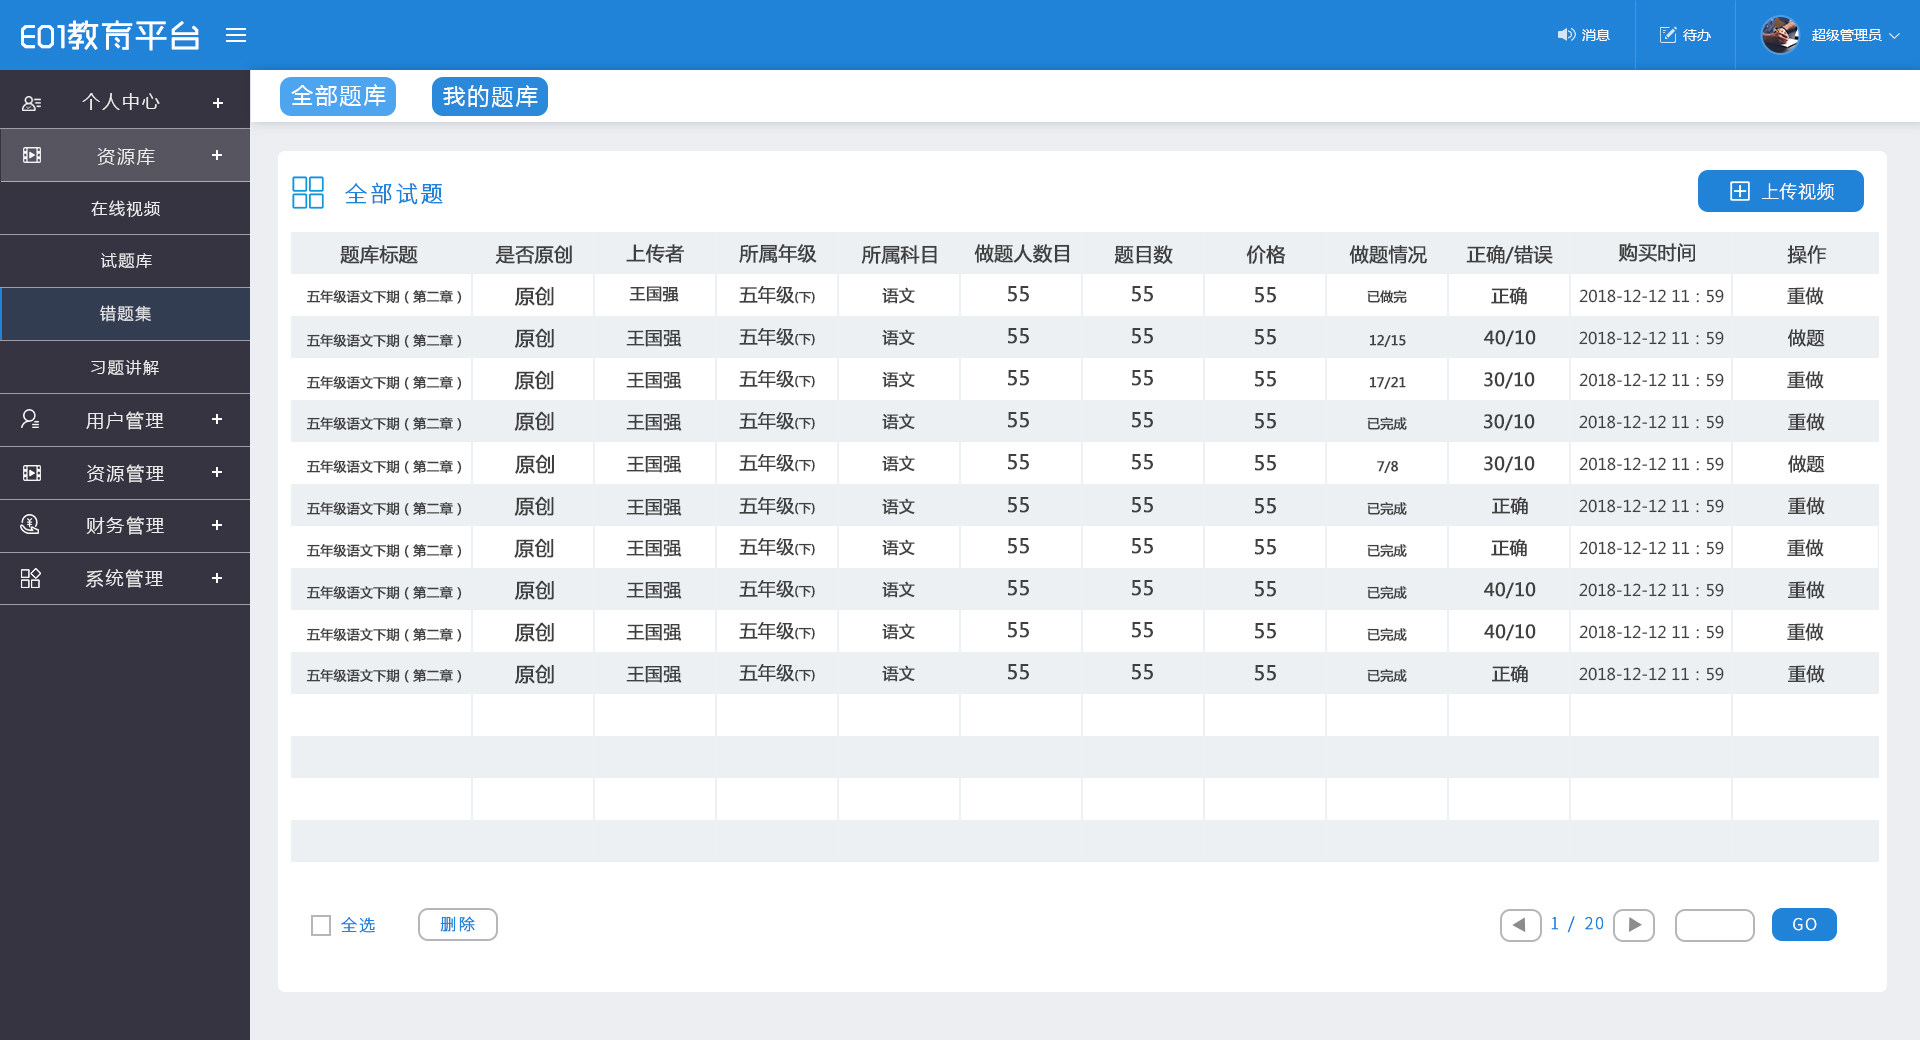 E01教育平台
消息
待办
超级管理员
个人中心 +
资源库 +
在线视频
试题库
错题集
习题讲解
用户管理 +
资源管理 +
财务管理 +
系统管理 +
全部题库 我的题库
全部试题
上传视频
题库标题 是否原创 上传者 所属年级 所属科目 做题人数目 题目数 价格 做题情况 正确/错误 购买时间 操作
五年级语文下期（第二章） 原创 王国强 五年级(下) 语文 55 55 55 已做完 正确 2018-12-12 11：59 重做
五年级语文下期（第二章） 原创 王国强 五年级(下) 语文 55 55 55 12/15 40/10 2018-12-12 11：59 做题
五年级语文下期（第二章） 原创 王国强 五年级(下) 语文 55 55 55 17/21 30/10 2018-12-12 11：59 重做
五年级语文下期（第二章） 原创 王国强 五年级(下) 语文 55 55 55 已完成 30/10 2018-12-12 11：59 重做
五年级语文下期（第二章） 原创 王国强 五年级(下) 语文 55 55 55 7/8 30/10 2018-12-12 11：59 做题
五年级语文下期（第二章） 原创 王国强 五年级(下) 语文 55 55 55 已完成 正确 2018-12-12 11：59 重做
五年级语文下期（第二章） 原创 王国强 五年级(下) 语文 55 55 55 已完成 正确 2018-12-12 11：59 重做
五年级语文下期（第二章） 原创 王国强 五年级(下) 语文 55 55 55 已完成 40/10 2018-12-12 11：59 重做
五年级语文下期（第二章） 原创 王国强 五年级(下) 语文 55 55 55 已完成 40/10 2018-12-12 11：59 重做
五年级语文下期（第二章） 原创 王国强 五年级(下) 语文 55 55 55 已完成 正确 2018-12-12 11：59 重做
全选 删除 1 / 20 GO